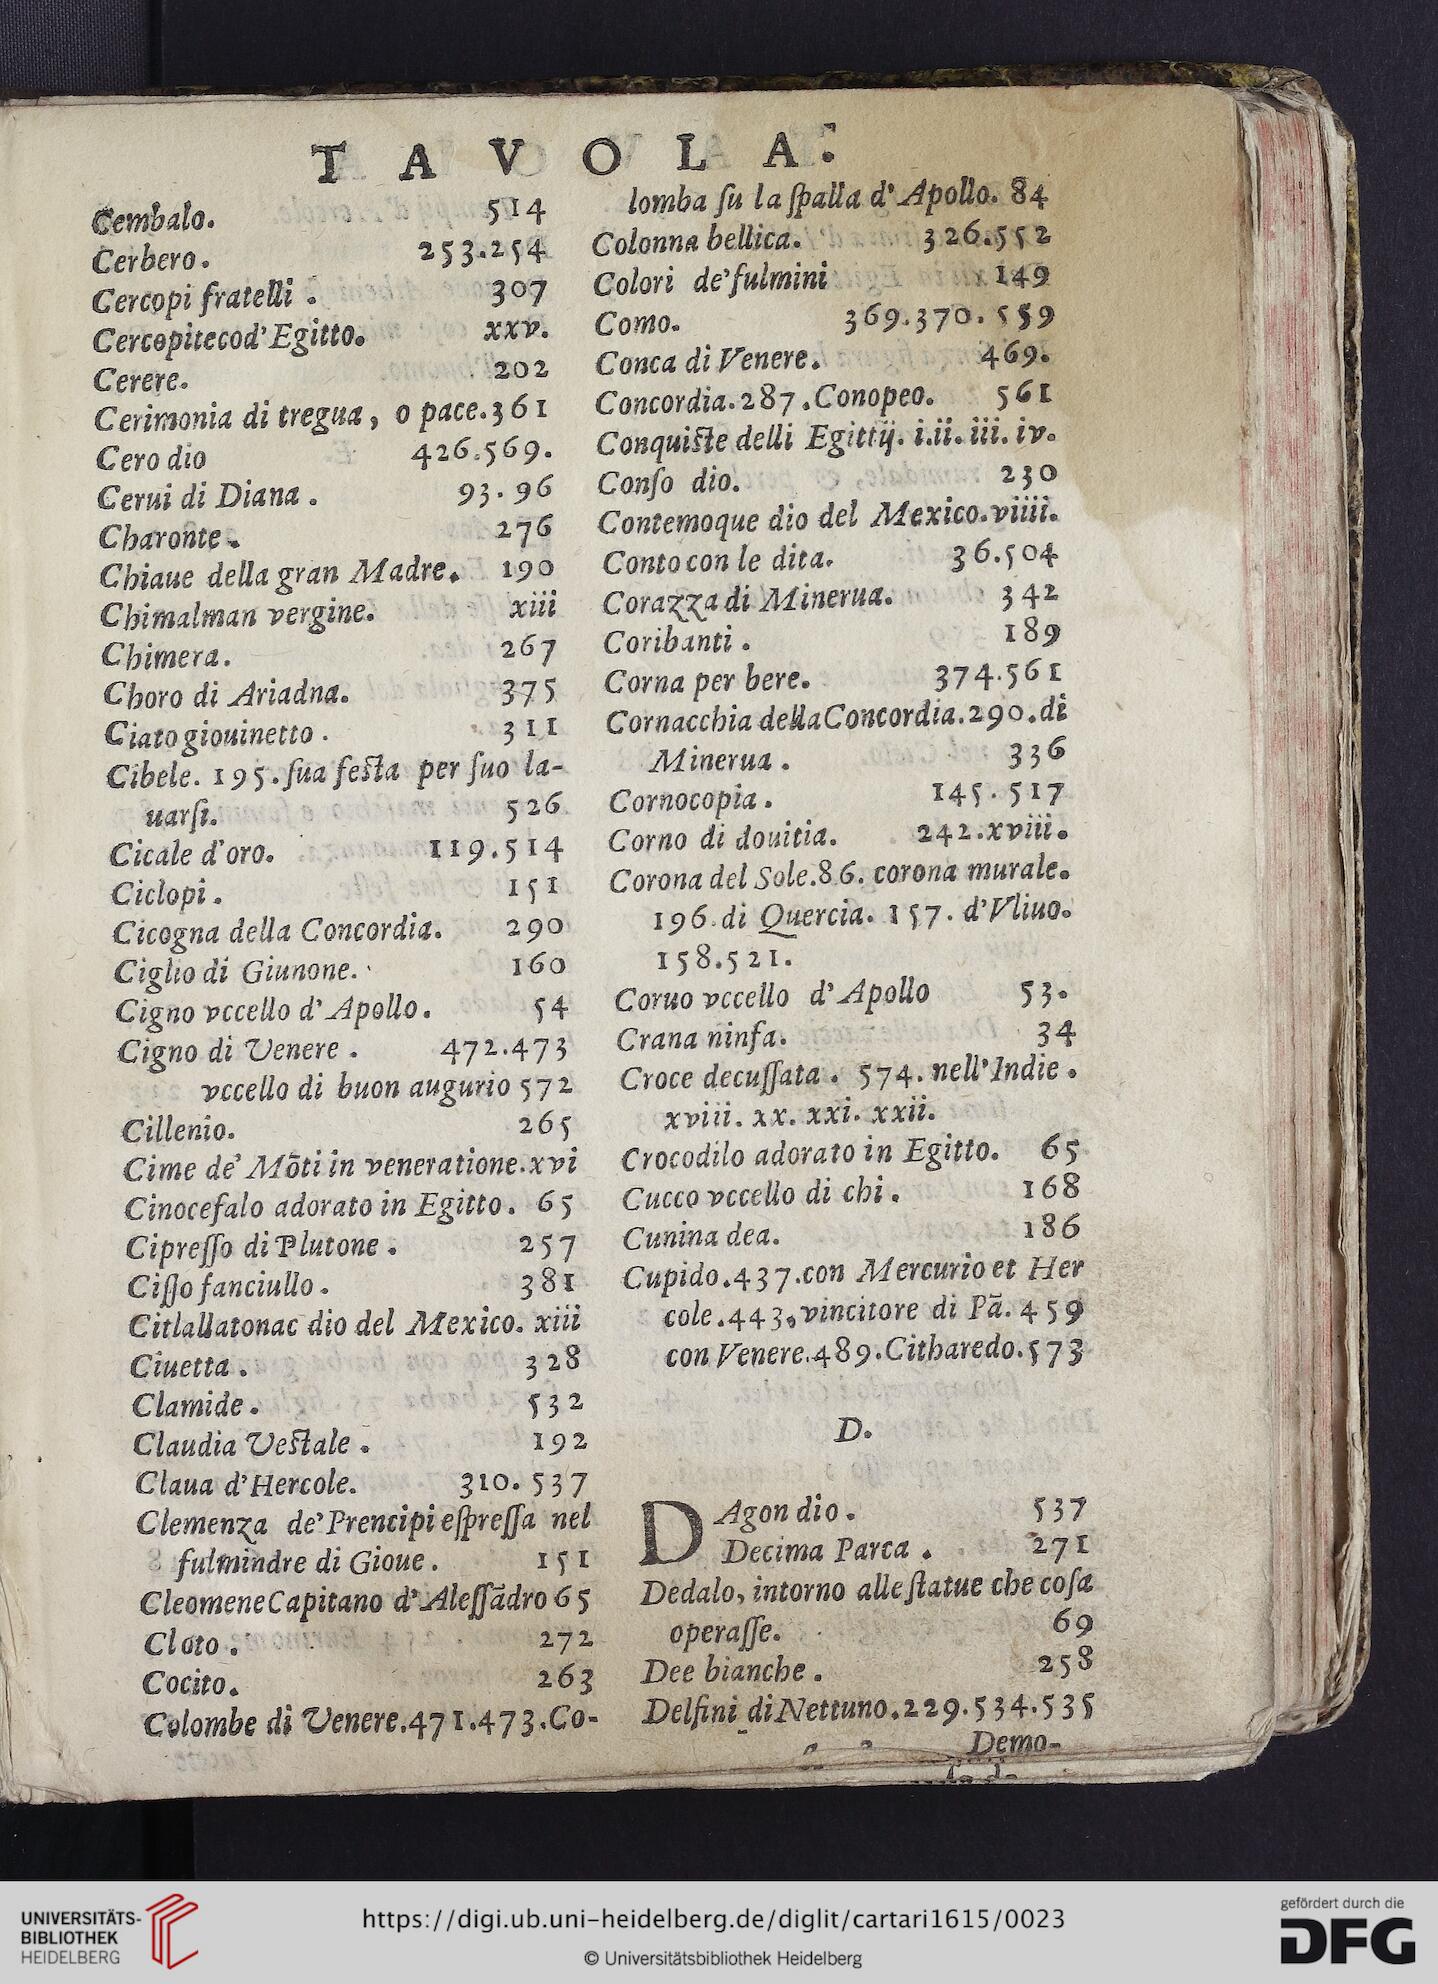 TAVOLA.
Cembalo. 514
Cerbero. 253.254
Cercopi fratelli. 307
Cercopitecod'Egitto. xxv.
Cerere. 202
Cerimonia di tregua, o pace.361
Cero dio 426.569.
Cerui di Diana. 93.96
Charonte. 276
Chiaue della gran Madre. 190
Chimalman vergine. xiii
Chimera. 267
Choro di Ariadna. 375
Ciato giouinetto. 311
Cibele. 195. ſua feſta per ſuo la-
uarſi. 526
Cicale d'oro. 119.514
Ciclopi. 151
Cicogna della Concordia. 290
Ciglio di Giunone. 160
Cigno vccello d'Apollo. 54
Cigno di Venere. 472.473
vccello di buon augurio 572
Cillenio. 265
Cime de' Mōti in veneratione.xvi
Cinocefalo adorato in Egitto. 65
Cipreſſo di Plutone. 257
Ciſſo fanciullo. 381
Citlallatonac dio del Mexico. xiii
Ciuetta. 328
Clamide. 532
Claudia Veſtale. 192
Claua d'Hercole. 310.537
Clemenza de' Prencipi eſpreſſa nel
fulmindre di Gioue. 151
Cleomene Capitano d'Aleſſādro 65
Cloto. 272
Cocito. 263
Colombe di Venere.471.473.Co-
lomba ſu la ſpalla d'Apollo. 84
Colonna bellica. 326.552
Colori de' fulmini 149
Como. 369.370.559
Conca di Venere. 469.
Concordia.287.Conopeo. 561
Conquiſte delli Egittij. i.ii.iii.iv.
Conſo dio. 230
Contemoque dio del Mexico.viiii.
Conto con le dita. 36.504
Corazza di Minerua. 342
Coribanti. 189
Corna per bere. 374.561
Cornacchia della Concordia.290.di
Minerua. 336
Cornocopia. 145.517
Corno di douitia. 242.xviii.
Corona del Sole.86. corona murale.
196.di Quercia. 157. d'Vliuo.
158.521.
Coruo vccello d'Apollo 53.
Crana ninfa. 34
Croce decuſſata. 574. nell'Indie.
xviii. xx. xxi. xxii.
Crocodilo adorato in Egitto. 65
Cucco vccello di chi. 168
Cunina dea. 186
Cupido.437.con Mercurio et Her
cole.443.vincitore di Pā.459
con Venere.489.Citharedo.573
D.
DAgon dio. 537
Decima Parca. 271
Dedalo, intorno alle ſtatue che coſa
operaſſe. 69
Dee bianche. 258
Delfini di Nettuno.229.534.535
Demo-
UNIVERSITÄTS-
BIBLIOTHEK
HEIDELBERG
https://digi.ub.uni-heidelberg.de/diglit/cartari1615/0023
© Universitätsbibliothek Heidelberg
gefördert durch die
DFG